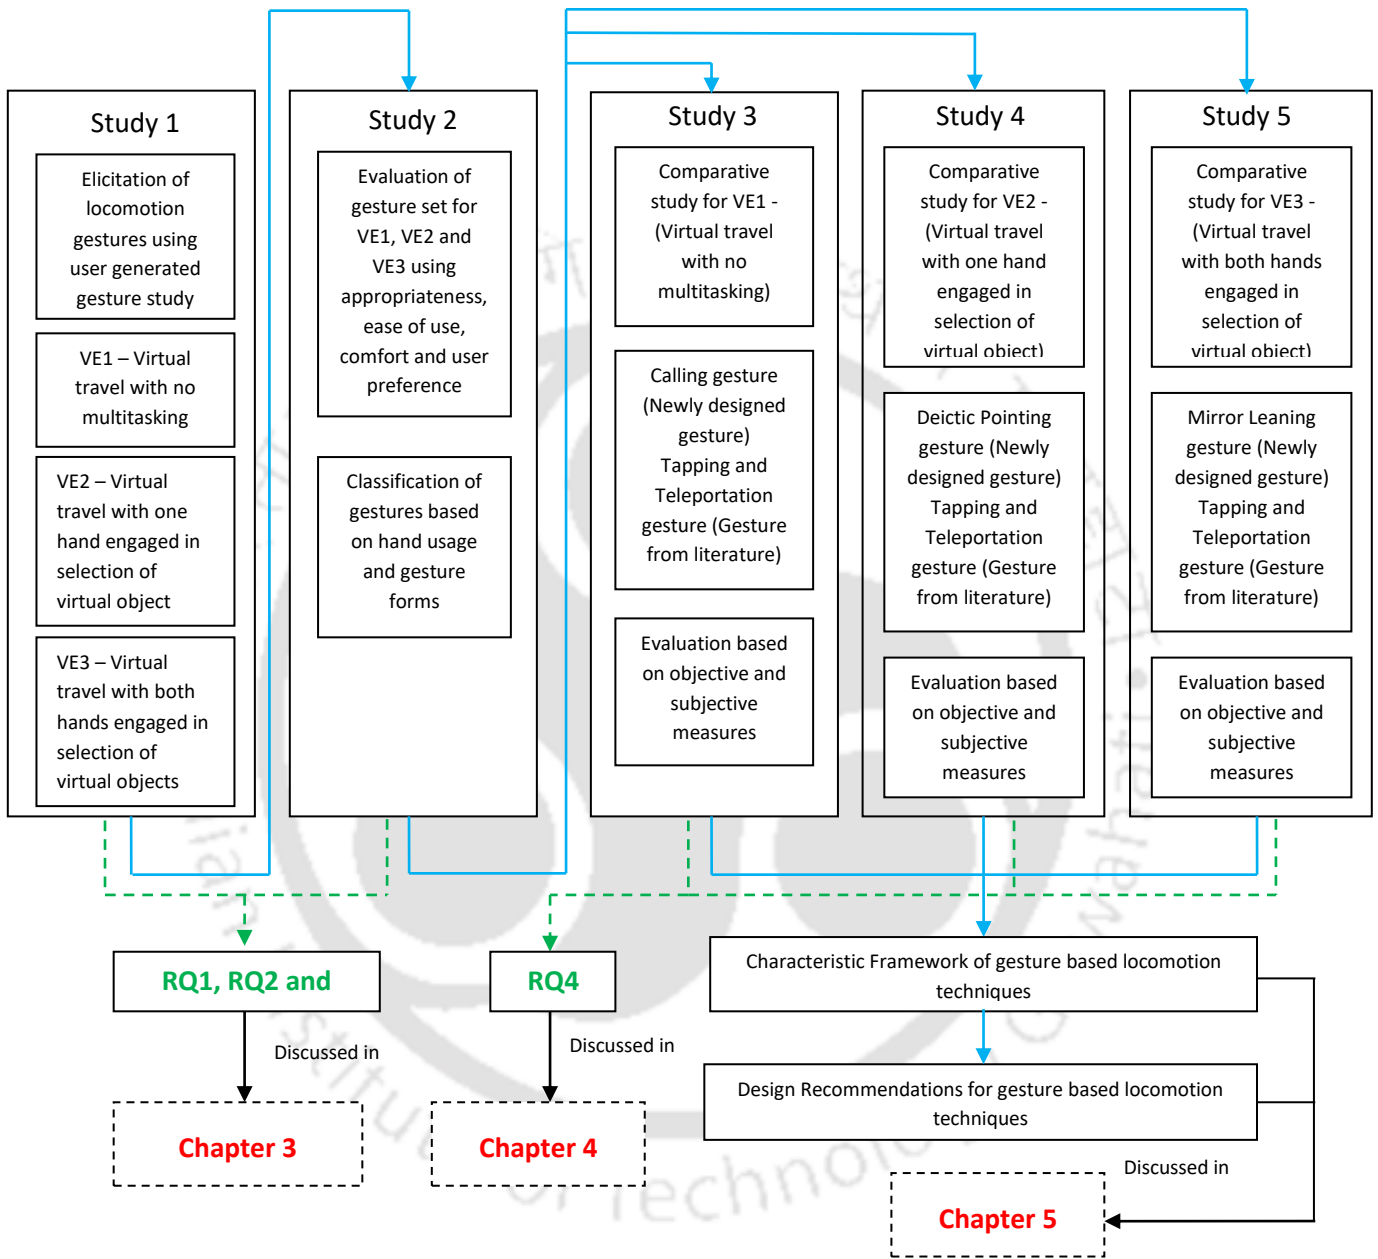 Study 1
Elicitation of
locomotion
gestures using
user generated
gesture study
VE1 – Virtual
travel with no
multitasking
VE2 – Virtual
travel with one
hand engaged in
selection of
virtual object
VE3 – Virtual
travel with both
hands engaged in
selection of
virtual objects
Study 2
Evaluation of
gesture set for
VE1, VE2 and
VE3 using
appropriateness,
ease of use,
comfort and user
preference
Classification of
gestures based
on hand usage
and gesture
forms
Study 3
Comparative
study for VE1 -
(Virtual travel
with no
multitasking)
Calling gesture
(Newly designed
gesture)
Tapping and
Teleportation
gesture (Gesture
from literature)
Evaluation based
on objective and
subjective
measures
Study 4
Comparative
study for VE2 -
(Virtual travel
with one hand
engaged in
selection of
virtual object)
Deictic Pointing
gesture (Newly
designed gesture)
Tapping and
Teleportation
gesture (Gesture
from literature)
Evaluation based
on objective and
subjective
measures
Study 5
Comparative
study for VE3 -
(Virtual travel
with both hands
engaged in
selection of
virtual object)
Mirror Leaning
gesture (Newly
designed gesture)
Tapping and
Teleportation
gesture (Gesture
from literature)
Evaluation based
on objective and
subjective
measures
RQ1, RQ2 and
Discussed in
Chapter 3
RQ4
Discussed in
Chapter 4
Characteristic Framework of gesture based locomotion
techniques
Design Recommendations for gesture based locomotion
techniques
Discussed in
Chapter 5